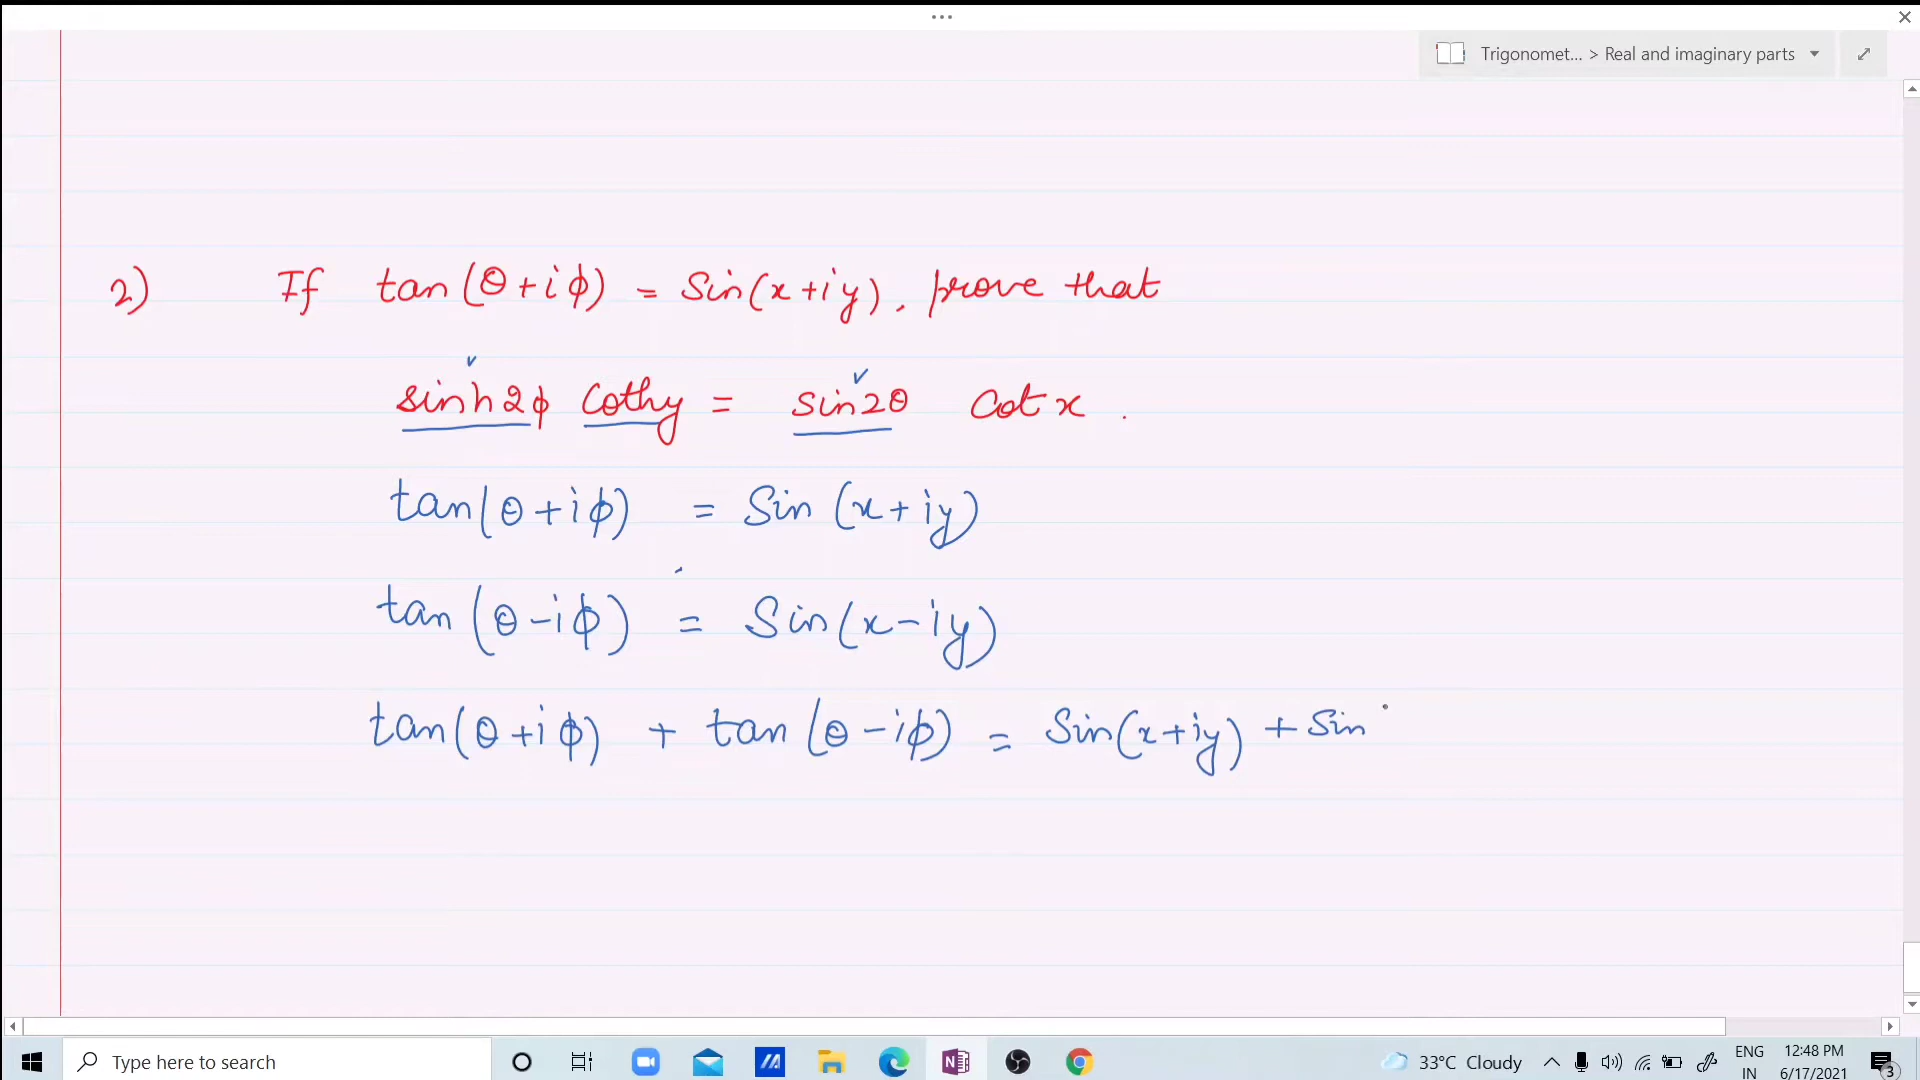 Trigonomet... > Real and imaginary parts
2) If tan(θ+iϕ) = Sin(x+iy), prove that
sinh2ϕ Cothy = sin2θ Cotx .
tan(θ+iϕ) = Sin (x+iy)
tan(θ-iϕ) = Sin(x-iy)
tan(θ+iϕ) + tan(θ-iϕ) = Sin(x+iy) + Sin
Type here to search
33°C Cloudy
ENG
IN
12:48 PM
6/17/2021
3